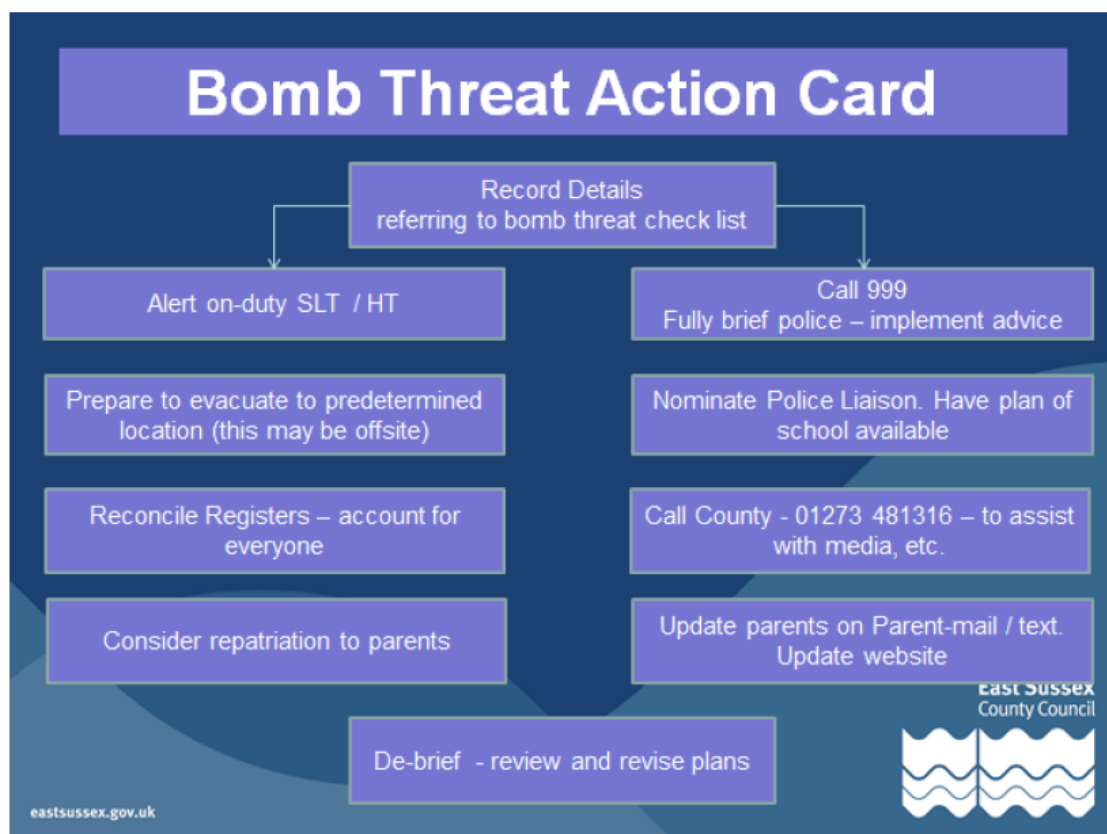 Bomb Threat Action Card
Record Details
referring to bomb threat check list
Alert on-duty SLT / HT
Call 999
Fully brief police – implement advice
Prepare to evacuate to predetermined
location (this may be offsite)
Nominate Police Liaison. Have plan of
school available
Reconcile Registers – account for
everyone
Call County - 01273 481316 – to assist
with media, etc.
Consider repatriation to parents
Update parents on Parent-mail / text.
Update website
East Sussex
County Council
De-brief - review and revise plans
eastsussex.gov.uk